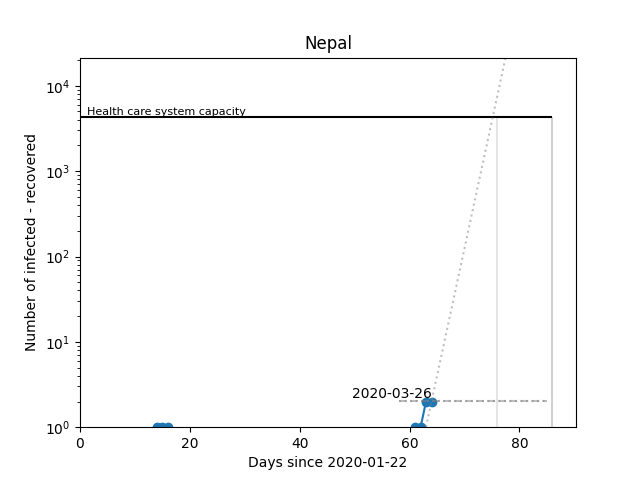 Nepal
10⁴
Health care system capacity
10³
10²
10¹
2020-03-26
10⁰
0 20 40 60 80
Days since 2020-01-22
Number of infected - recovered